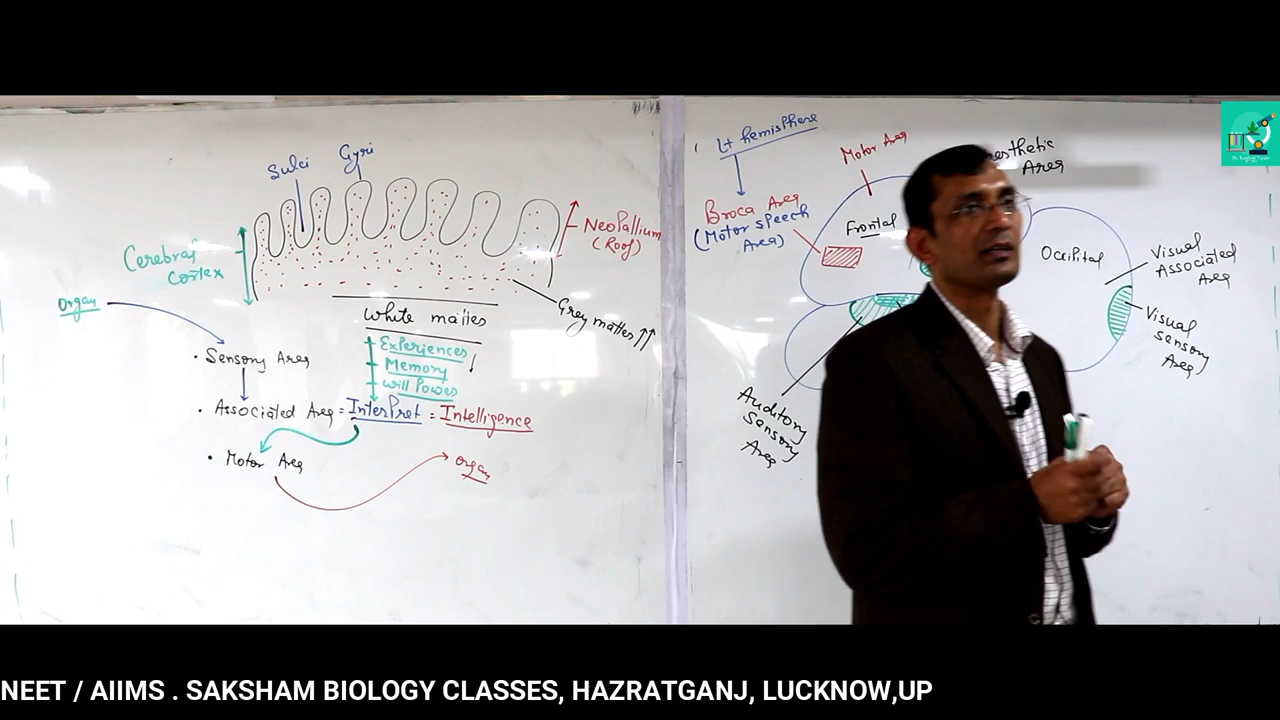 Sulci
Gyri
Cerebral
Cortex
NeoPallium
(Roof)
Organ
White matter
Grey matter ↑↑
Experiences
Memory
Will Power
• Sensory Area
• Associated Area = InterPret = Intelligence
• Motor Area
organ
Lt hemisphere
Motor Area
esthetic
Area
Broca Area
(Motor speech
Area)
Frontal
Occipital
Visual
Associated
Area
Visual
Sensory
Area
Auditory
Sensory
Area
NEET / AIIMS . SAKSHAM BIOLOGY CLASSES, HAZRATGANJ, LUCKNOW,UP